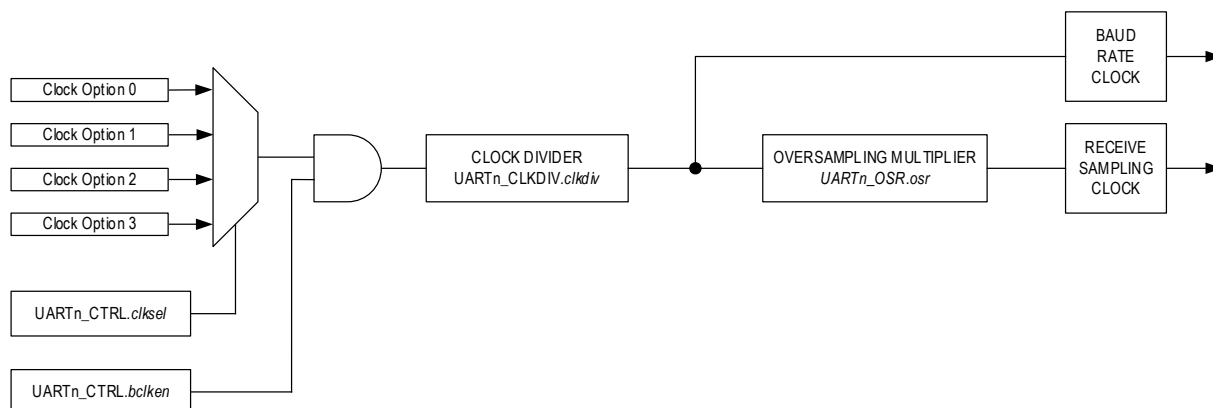 Clock Option 0
Clock Option 1
Clock Option 2
Clock Option 3
UARTn_CTRL.clksel
UARTn_CTRL.bclken
CLOCK DIVIDER
UARTn_CLKDIV.clkdiv
OVERSAMPLING MULTIPLIER
UARTn_OSR.osr
BAUD
RATE
CLOCK
RECEIVE
SAMPLING
CLOCK